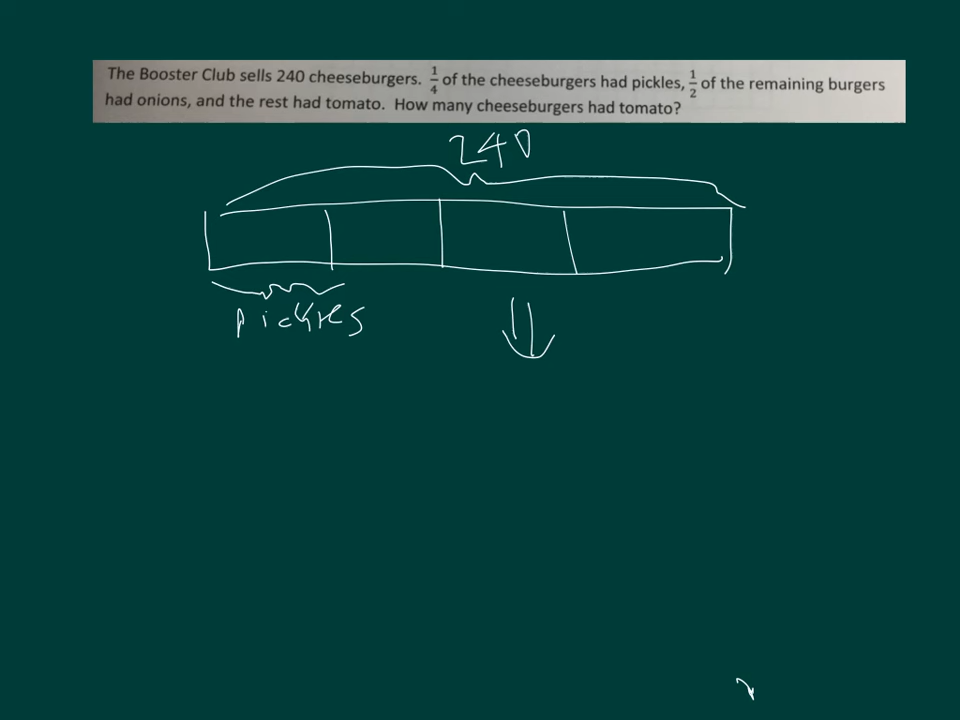 The Booster Club sells 240 cheeseburgers. 1/4 of the cheeseburgers had pickles, 1/2 of the remaining burgers
had onions, and the rest had tomato. How many cheeseburgers had tomato?
240
pickles